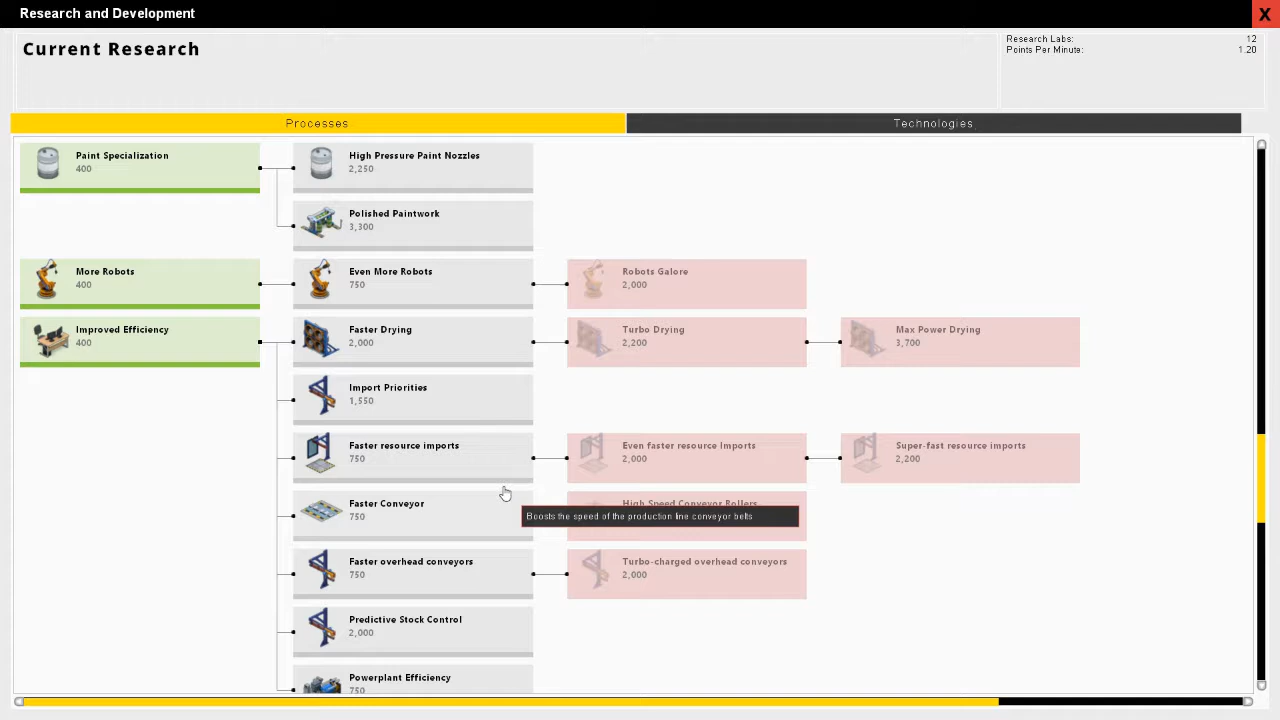 Research and Development
X
Current Research
Research Labs: 12
Points Per Minute: 1.20
Processes
Technologies
Paint Specialization
400
High Pressure Paint Nozzles
2,250
Polished Paintwork
3,300
More Robots
400
Even More Robots
750
Robots Galore
2,000
Improved Efficiency
400
Faster Drying
2,000
Turbo Drying
2,200
Max Power Drying
3,700
Import Priorities
1,550
Faster resource imports
750
Even faster resource Imports
2,000
Super-fast resource imports
2,200
Faster Conveyor
750
High Speed Conveyor Rollers
Boosts the speed of the production line conveyor belts
Faster overhead conveyors
750
Turbo-charged overhead conveyors
2,000
Predictive Stock Control
2,000
Powerplant Efficiency
750